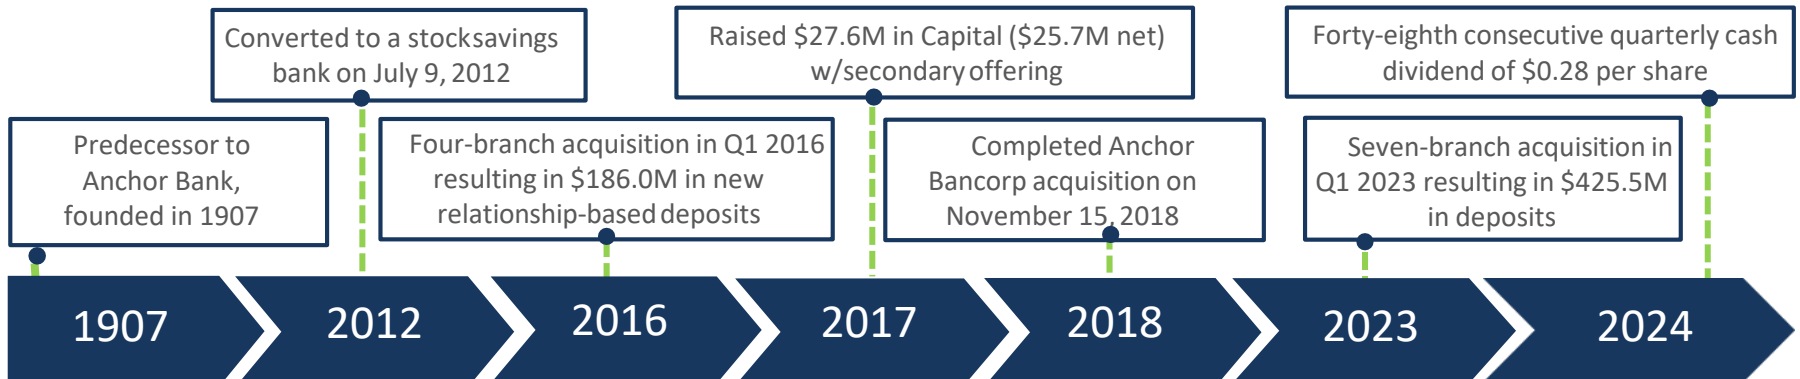 Converted to a stock savings
bank on July 9, 2012
Raised $27.6M in Capital ($25.7M net)
w/secondary offering
Forty-eighth consecutive quarterly cash
dividend of $0.28 per share
Predecessor to
Anchor Bank,
founded in 1907
Four-branch acquisition in Q1 2016
resulting in $186.0M in new
relationship-based deposits
Completed Anchor
Bancorp acquisition on
November 15, 2018
Seven-branch acquisition in
Q1 2023 resulting in $425.5M
in deposits
1907
2012
2016
2017
2018
2023
2024